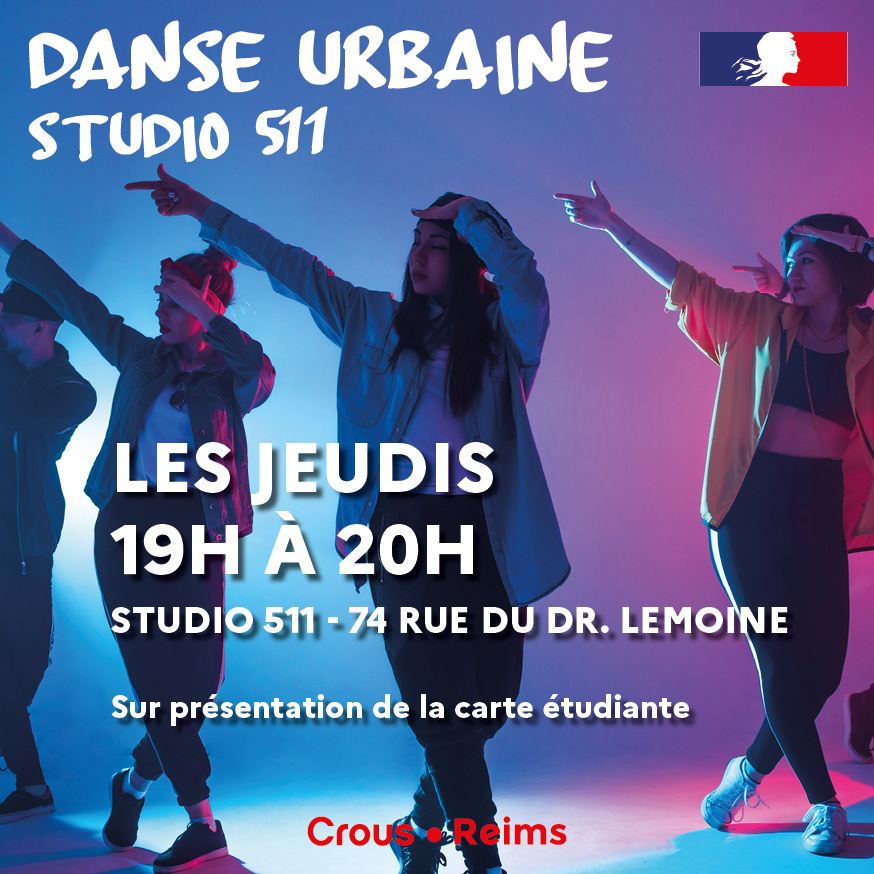 DANSE URBAINE
STUDIO 511
LES JEUDIS
19H À 20H
STUDIO 511 - 74 RUE DU DR. LEMOINE
Sur présentation de la carte étudiante
Crous • Reims